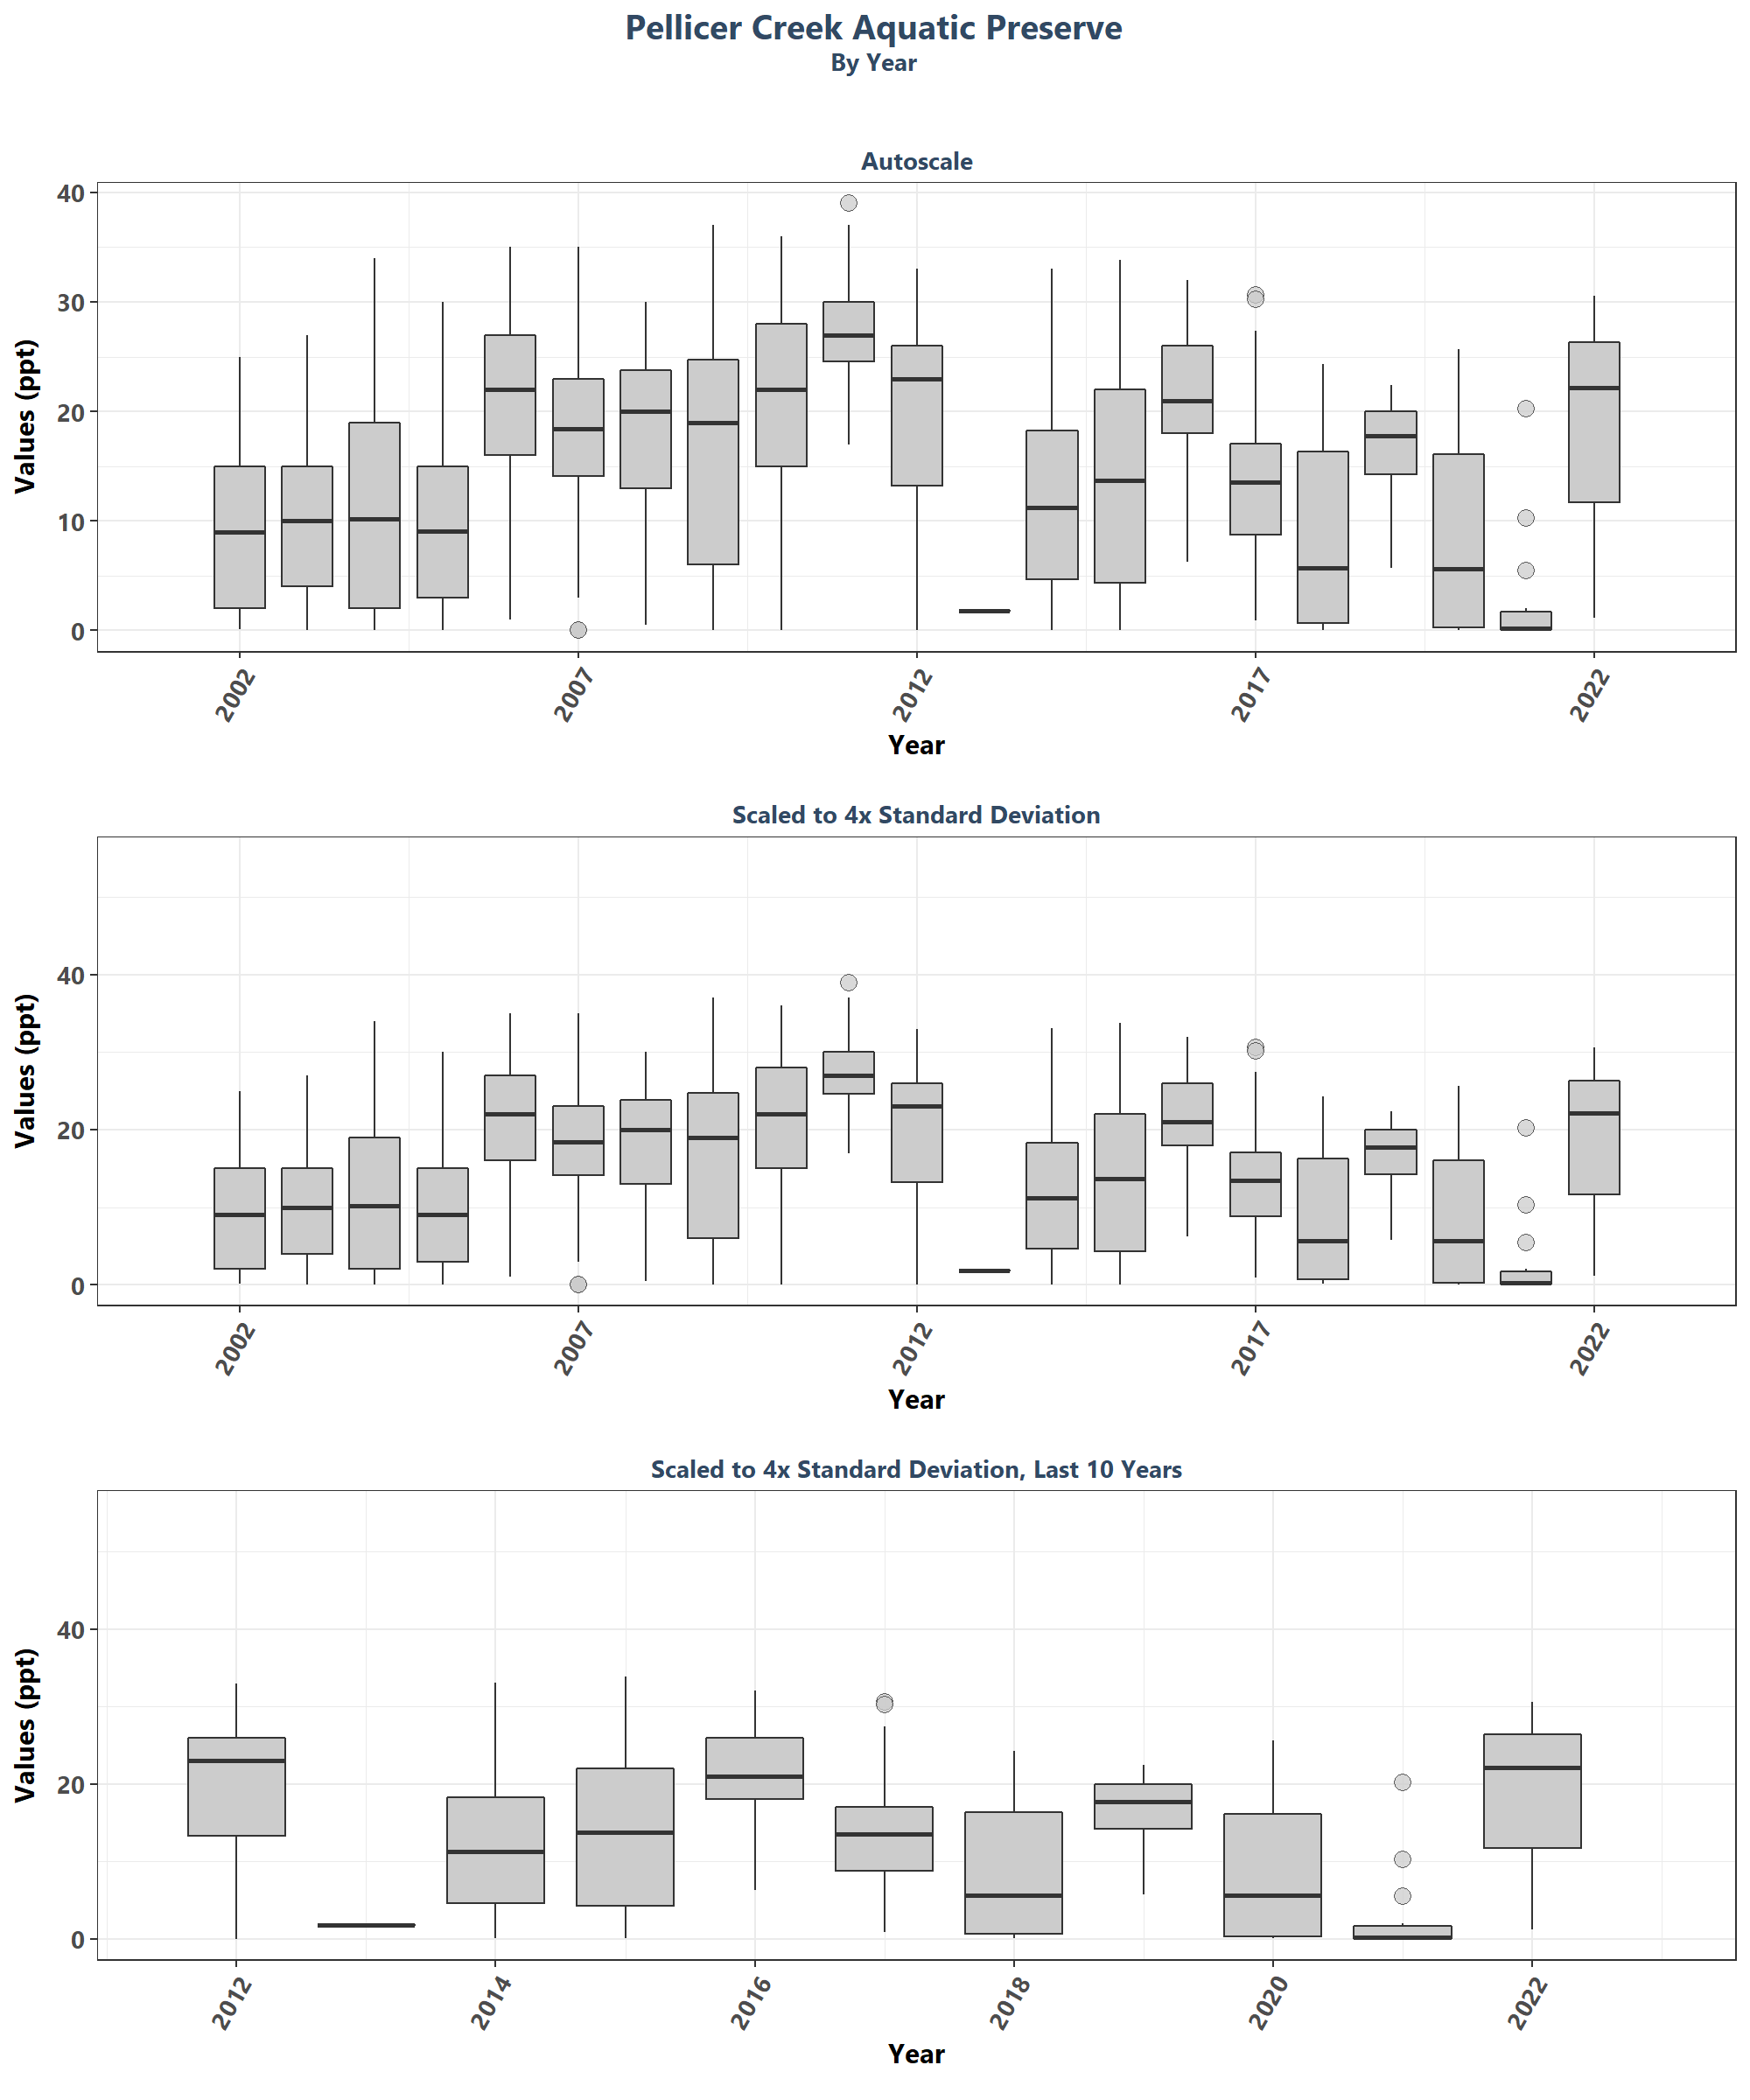 Pellicer Creek Aquatic Preserve
By Year
Autoscale
40
30
20
10
0
Values (ppt)
2002
2007
2012
2017
2022
Year
Scaled to 4x Standard Deviation
40
20
0
Values (ppt)
2002
2007
2012
2017
2022
Year
Scaled to 4x Standard Deviation, Last 10 Years
40
20
0
Values (ppt)
2012
2014
2016
2018
2020
2022
Year